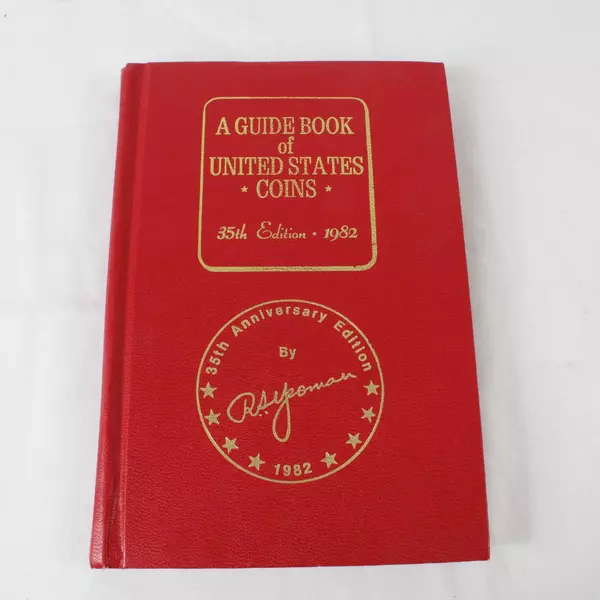 A GUIDE BOOK
of
UNITED STATES
★ COINS ★
35th Edition • 1982
35th Anniversary Edition
By
R.S. Yeoman
1982